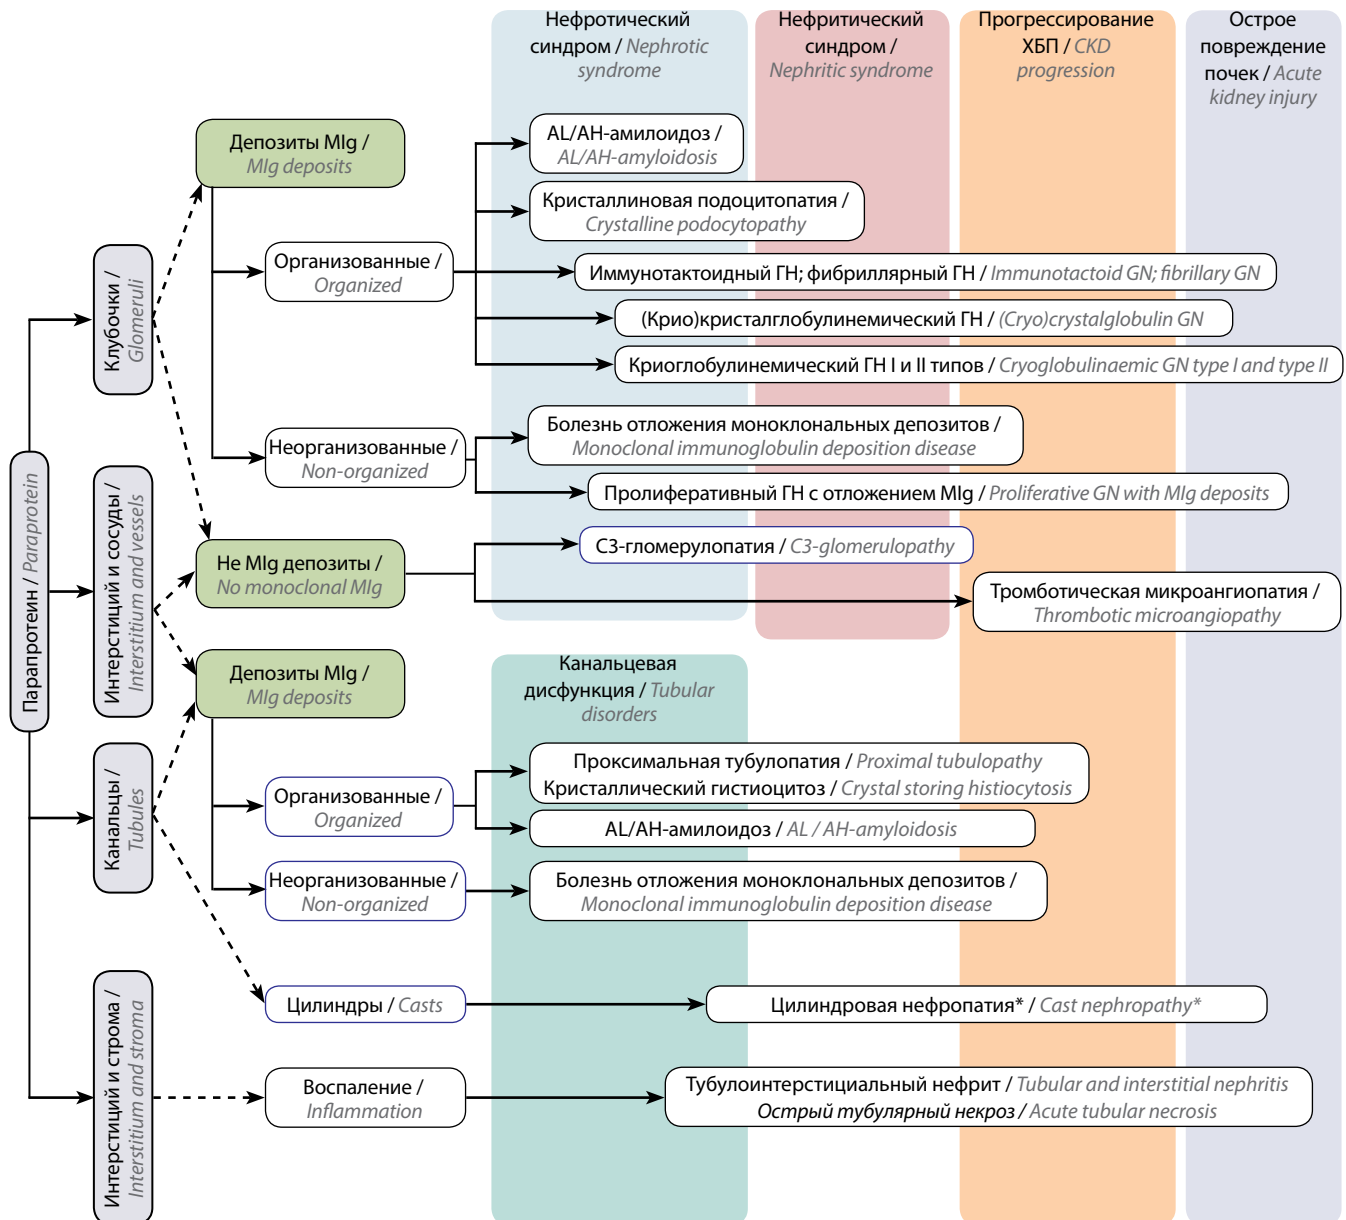 Нефротический
синдром / Nephrotic
syndrome
Нефритический
синдром /
Nephritic syndrome
Прогрессирование
ХБП / CKD
progression
Острое
повреждение
почек / Acute
kidney injury
Депозиты MIg /
MIg deposits
AL/AH-амилоидоз /
AL/AH-amyloidosis
Кристаллиновая подоцитопатия /
Crystalline podocytopathy
Клубочки /
Glomeruli
Организованные /
Organized
Иммунотактоидный ГН; фибриллярный ГН / Immunotactoid GN; fibrillary GN
(Крио)кристалглобулинемический ГН / (Cryo)crystalglobulin GN
Криоглобулинемический ГН I и II типов / Cryoglobulinaemic GN type I and type II
Неорганизованные /
Non-organized
Болезнь отложения моноклональных депозитов /
Monoclonal immunoglobulin deposition disease
Пролиферативный ГН с отложением MIg / Proliferative GN with MIg deposits
Парапротеин / Paraprotein
Интерстиций и сосуды /
Interstitium and vessels
Не MIg депозиты /
No monoclonal MIg
С3-гломерулопатия / C3-glomerulopathy
Тромботическая микроангиопатия /
Thrombotic microangiopathy
Депозиты MIg /
MIg deposits
Канальцевая
дисфункция / Tubular
disorders
Канальцы /
Tubules
Организованные /
Organized
Проксимальная тубулопатия / Proximal tubulopathy
Кристаллический гистиоцитоз / Crystal storing histiocytosis
AL/AH-амилоидоз / AL / AH-amyloidosis
Неорганизованные /
Non-organized
Болезнь отложения моноклональных депозитов /
Monoclonal immunoglobulin deposition disease
Цилиндры / Casts
Цилиндровая нефропатия* / Cast nephropathy*
Интерстиций и строма /
Interstitium and stroma
Воспаление /
Inflammation
Тубулоинтерстициальный нефрит / Tubular and interstitial nephritis
Острый тубулярный некроз / Acute tubular necrosis